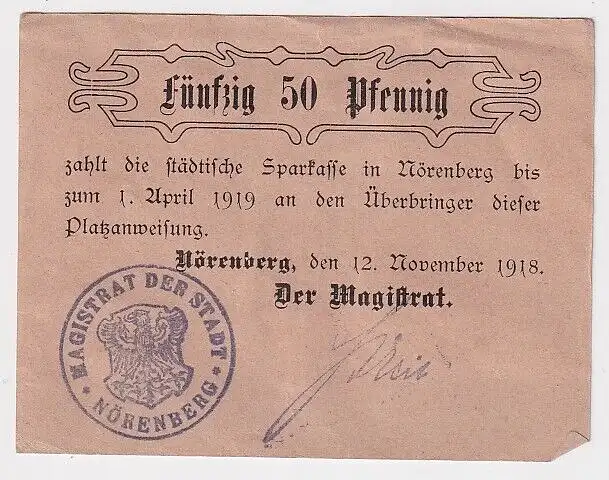 Fünfzig 50 Pfennig
zahlt die städtische Sparkasse in Nörenberg bis
zum 1. April 1919 an den Überbringer dieser
Platzanweisung.
Nörenberg, den 12. November 1918.
Der Magistrat.
* MAGISTRAT DER STADT *
NÖRENBERG